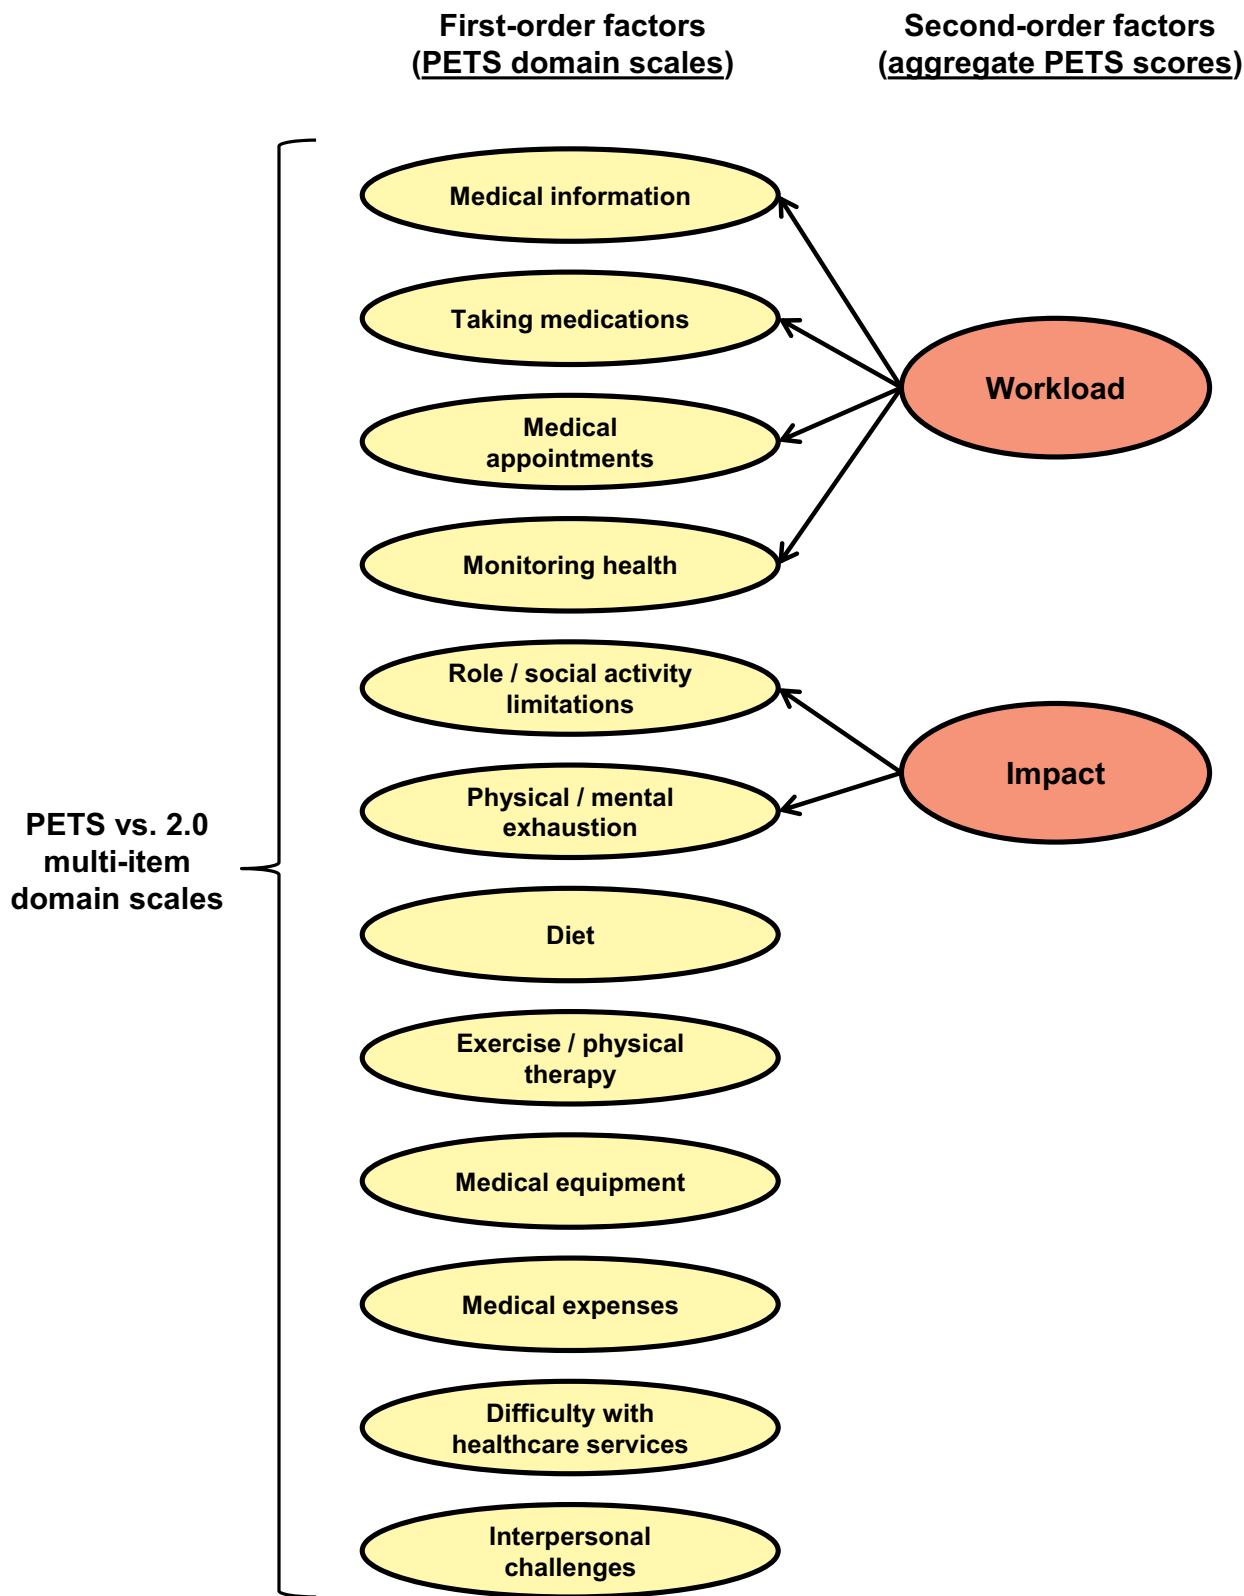 First-order factors
(PETS domain scales)
Second-order factors
(aggregate PETS scores)
Medical information
Taking medications
Medical
appointments
Monitoring health
Role / social activity
limitations
Physical / mental
exhaustion
Diet
Exercise / physical
therapy
Medical equipment
Medical expenses
Difficulty with
healthcare services
Interpersonal
challenges
Workload
Impact
PETS vs. 2.0
multi-item
domain scales